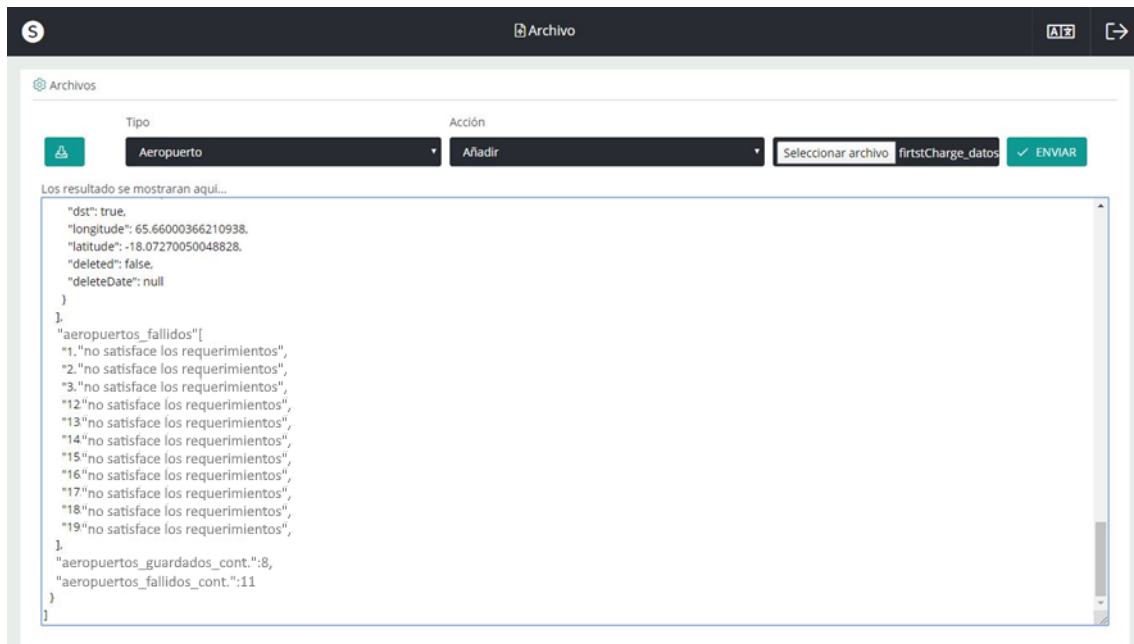 S
Archivo
Archivos
Tipo
Acción
Aeropuerto
Añadir
Seleccionar archivo firtstCharge_datos
ENVIAR
Los resultado se mostraran aqui...
"dst": true,
"longitude": 65.66000366210938,
"latitude": -18.07270050048828,
"deleted": false,
"deleteDate": null
}
],
"aeropuertos_fallidos"[
"1."no satisface los requerimientos",
"2."no satisface los requerimientos",
"3."no satisface los requerimientos",
"12"no satisface los requerimientos",
"13"no satisface los requerimientos",
"14"no satisface los requerimientos",
"15"no satisface los requerimientos",
"16"no satisface los requerimientos",
"17"no satisface los requerimientos",
"18"no satisface los requerimientos",
"19"no satisface los requerimientos",
],
"aeropuertos_guardados_cont.":8,
"aeropuertos_fallidos_cont.":11
}
]